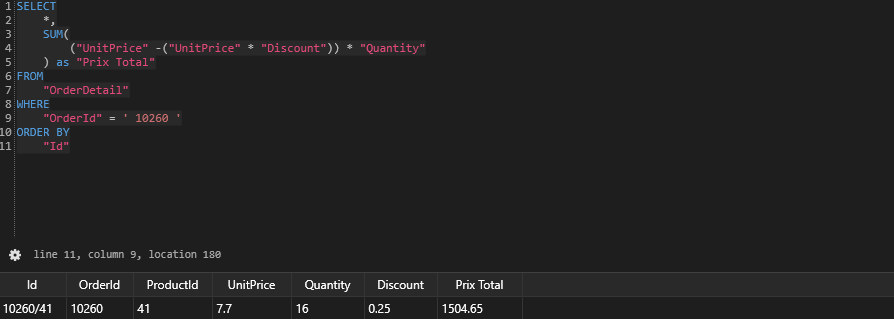 1 SELECT
2 *,
3 SUM(
4 ("UnitPrice" -("UnitPrice" * "Discount")) * "Quantity"
5 ) as "Prix Total"
6 FROM
7 "OrderDetail"
8 WHERE
9 "OrderId" = ' 10260 '
10 ORDER BY
11 "Id"
line 11, column 9, location 180
Id OrderId ProductId UnitPrice Quantity Discount Prix Total
10260/41 10260 41 7.7 16 0.25 1504.65